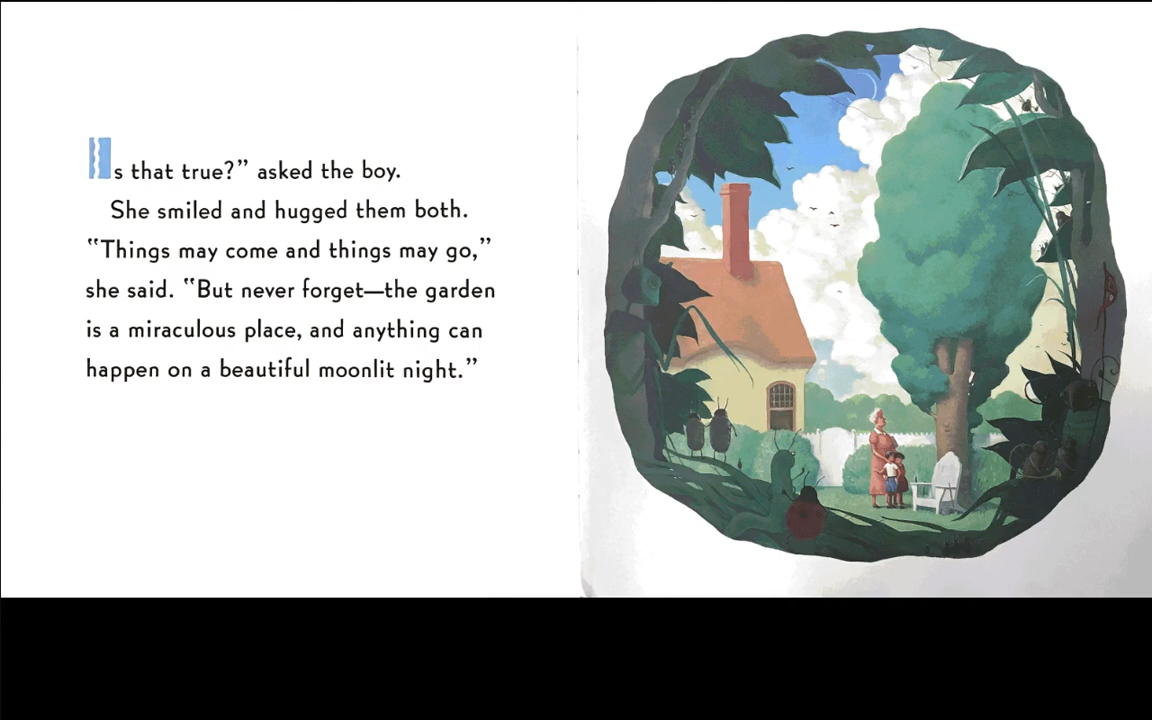 Is that true?” asked the boy.
She smiled and hugged them both.
“Things may come and things may go,”
she said. “But never forget—the garden
is a miraculous place, and anything can
happen on a beautiful moonlit night.”